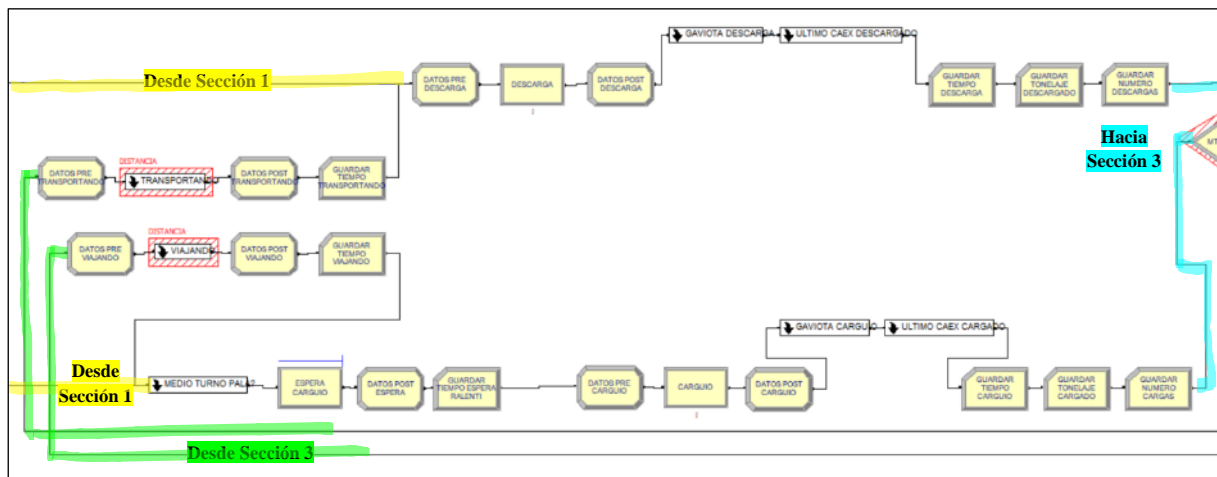 GAVIOTA DESCARGA
ULTIMO CAEX DESCARGADO
Desde Sección 1
DATOS PRE
DESCARGA
DESCARGA
DATOS POST
DESCARGA
GUARDAR
TIEMPO
DESCARGA
GUARDAR
TONELAJE
DESCARGADO
GUARDAR
NUMERO
DESCARGAS
Hacia
Sección 3
MT
DISTANCIA
DATOS PRE
TRANSPORTANDO
TRANSPORTANDO
DATOS POST
TRANSPORTANDO
GUARDAR
TIEMPO
TRANSPORTANDO
DISTANCIA
DATOS PRE
VIAJANDO
VIAJANDO
DATOS POST
VIAJANDO
GUARDAR
TIEMPO
VIAJANDO
GAVIOTA CARGUIO
ULTIMO CAEX CARGADO
Desde
Sección 1
MEDIO TURNO PALA?
ESPERA
CARGUIO
DATOS POST
ESPERA
GUARDAR
TIEMPO ESPERA
RALENTI
DATOS PRE
CARGUIO
CARGUIO
DATOS POST
CARGUIO
GUARDAR
TIEMPO
CARGUIO
GUARDAR
TONELAJE
CARGADO
GUARDAR
NUMERO
CARGAS
Desde Sección 3